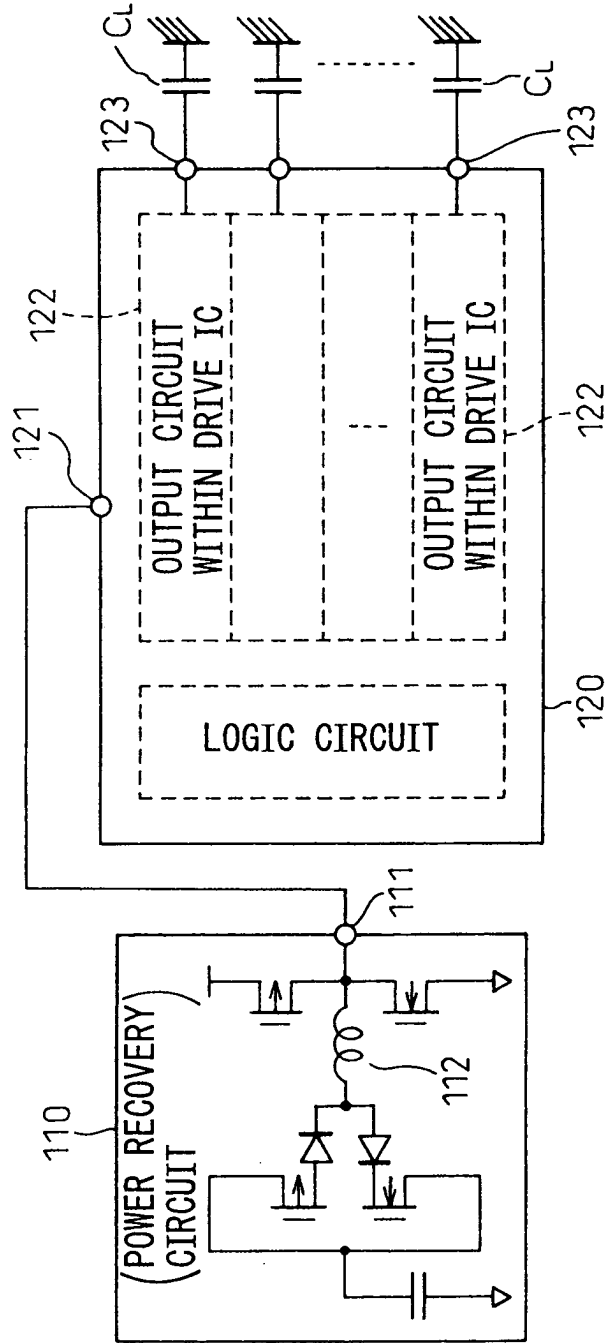 110
(POWER RECOVERY
CIRCUIT)
111
112
121
LOGIC CIRCUIT
120
122
OUTPUT CIRCUIT
WITHIN DRIVE IC
OUTPUT CIRCUIT
WITHIN DRIVE IC
122
123
CL
123
CL